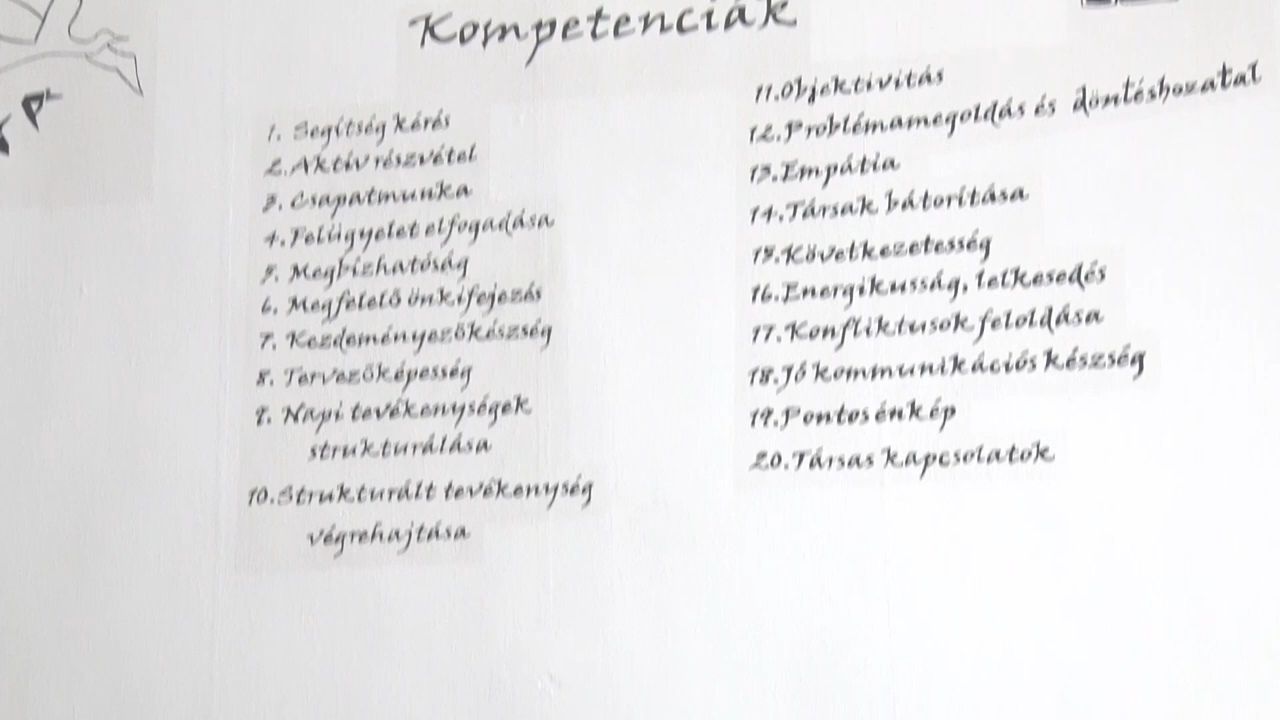 Kompetenciák
1. Segítség kérés
2. Aktív részvétel
3. Csapatmunka
4. Felügyelet elfogadása
5. Megbízhatóság
6. Megfelelő önkifejezés
7. Kezdeményezőkészség
8. Tervezőképesség
9. Napi tevékenységek
strukturálása
10. Strukturált tevékenység
végrehajtása
11. Objektivitás
12. Problémamegoldás és döntéshozatal
13. Empátia
14. Társak bátorítása
15. Következetesség
16. Energikusság, lelkesedés
17. Konfliktusok feloldása
18. Jó kommunikációs készség
19. Pontos énkép
20. Társas kapcsolatok